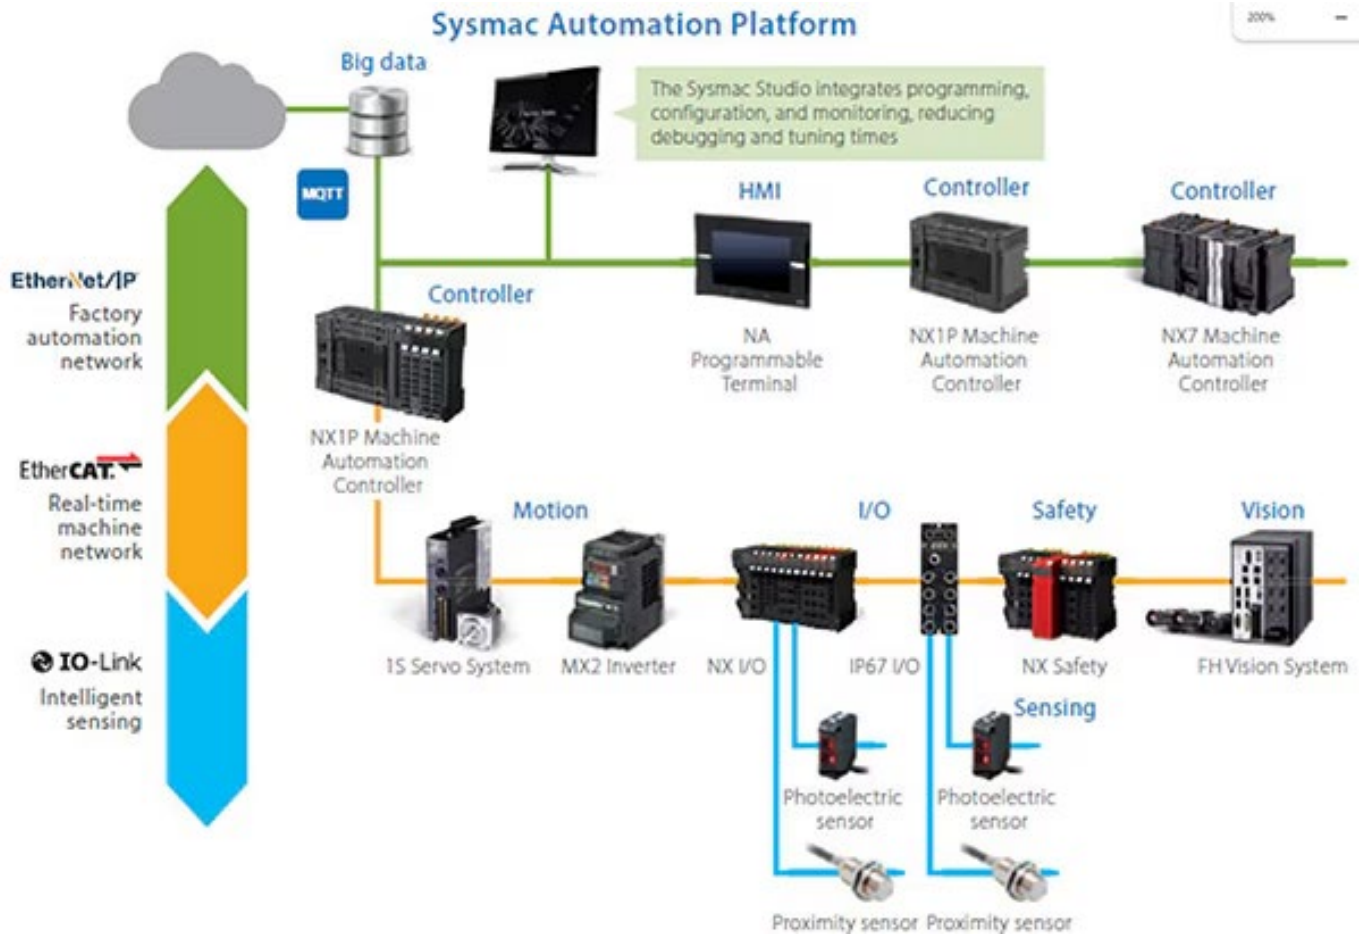 Sysmac Automation Platform
200%
Big data
The Sysmac Studio integrates programming,
configuration, and monitoring, reducing
debugging and tuning times
MQTT
HMI
Controller
Controller
EtherNet/IP
Factory
automation
network
Controller
NA
Programmable
Terminal
NX1P Machine
Automation
Controller
NX7 Machine
Automation
Controller
NX1P Machine
Automation
Controller
EtherCAT.
Real-time
machine
network
Motion
I/O
Safety
Vision
1S Servo System
MX2 Inverter
NX I/O
IP67 I/O
NX Safety
FH Vision System
IO-Link
Intelligent
sensing
Sensing
Photoelectric
sensor
Photoelectric
sensor
Proximity sensor
Proximity sensor